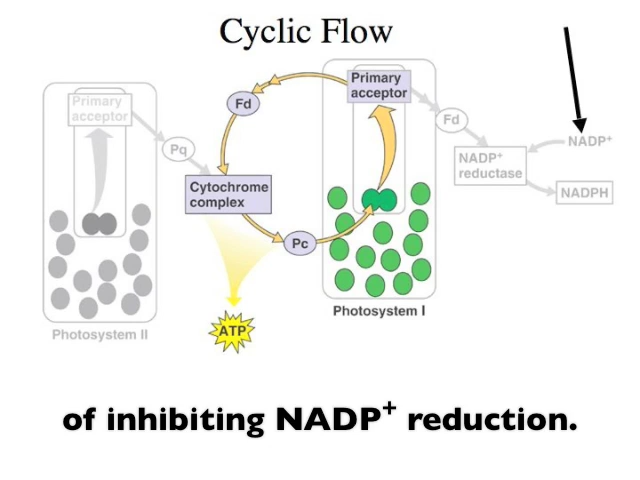 Cyclic Flow
Primary
acceptor
Primary
acceptor
Fd
Fd
Pq
NADP⁺
NADP⁺
reductase
Cytochrome
complex
NADPH
Pc
Photosystem I
ATP
Photosystem II
of inhibiting NADP⁺ reduction.